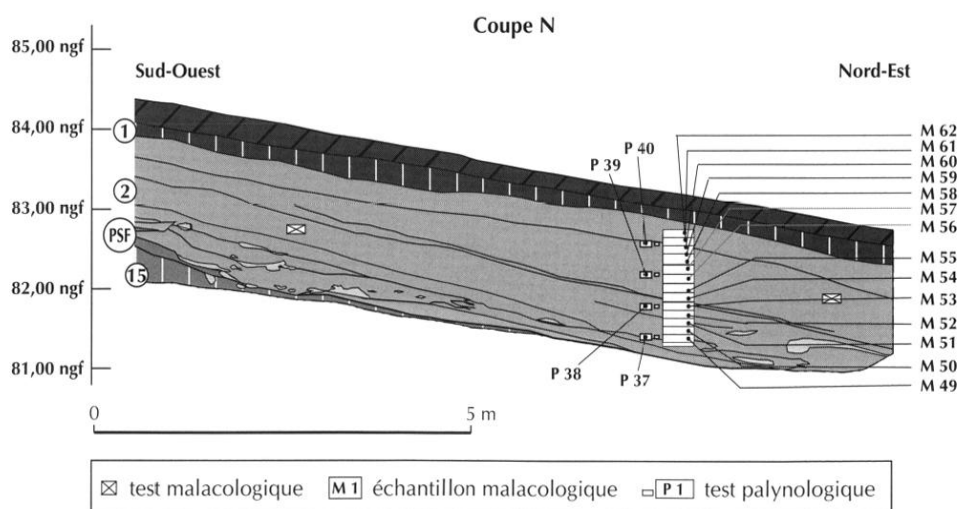 Coupe N
85,00 ngf
Sud-Ouest
Nord-Est
84,00 ngf
1
P 40
P 39
M 62
M 61
M 60
M 59
M 58
M 57
M 56
83,00 ngf
2
PSF
M 55
M 54
M 53
M 52
M 51
M 50
M 49
82,00 ngf
15
81,00 ngf
P 38
P 37
0
5 m
test malacologique
M 1 échantillon malacologique
P 1 test palynologique